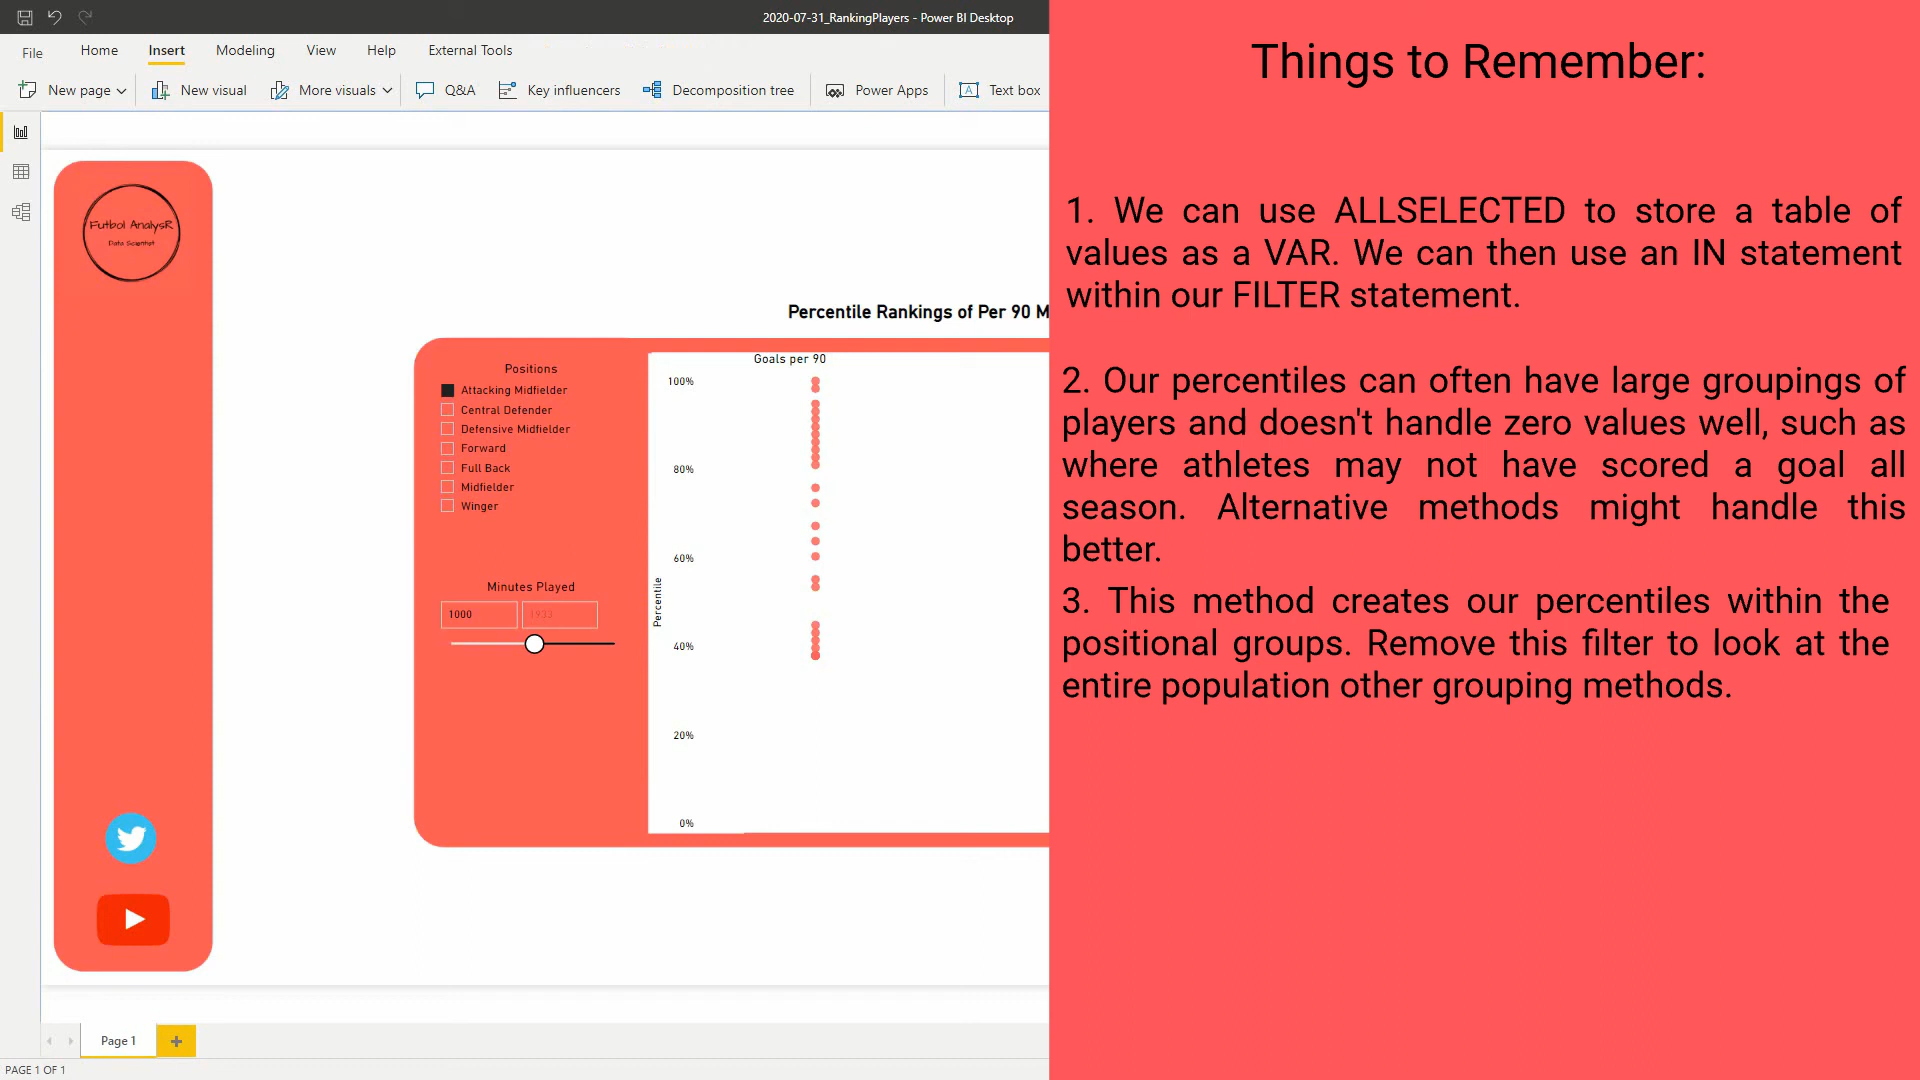 2020-07-31_RankingPlayers - Power BI Desktop
File
Home
Insert
Modeling
View
Help
External Tools
New page
New visual
More visuals
Q&A
Key influencers
Decomposition tree
Power Apps
Text box
Futbol AnalysR
Data Scientist
Percentile Rankings of Per 90 M
Positions
Attacking Midfielder
Central Defender
Defensive Midfielder
Forward
Full Back
Midfielder
Winger
Minutes Played
1000
1933
Goals per 90
Percentile
100%
80%
60%
40%
20%
0%
Page 1
PAGE 1 OF 1
Things to Remember:
1. We can use ALLSELECTED to store a table of
values as a VAR. We can then use an IN statement
within our FILTER statement.
2. Our percentiles can often have large groupings of
players and doesn't handle zero values well, such as
where athletes may not have scored a goal all
season. Alternative methods might handle this
better.
3. This method creates our percentiles within the
positional groups. Remove this filter to look at the
entire population other grouping methods.